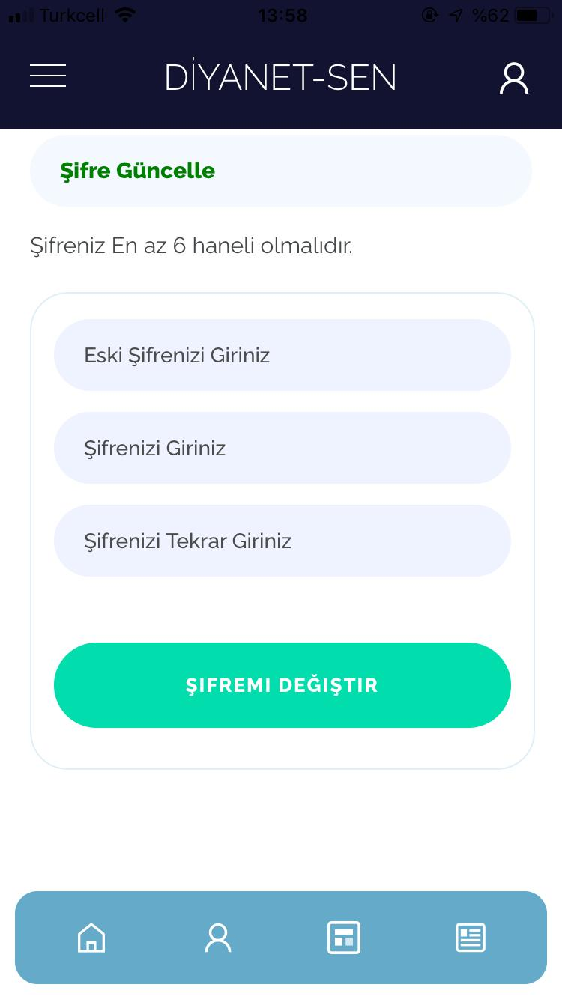 Turkcell 13:58 %62
DİYANET-SEN
Şifre Güncelle
Şifreniz En az 6 haneli olmalıdır.
Eski Şifrenizi Giriniz
Şifrenizi Giriniz
Şifrenizi Tekrar Giriniz
ŞIFREMI DEĞIŞTIR